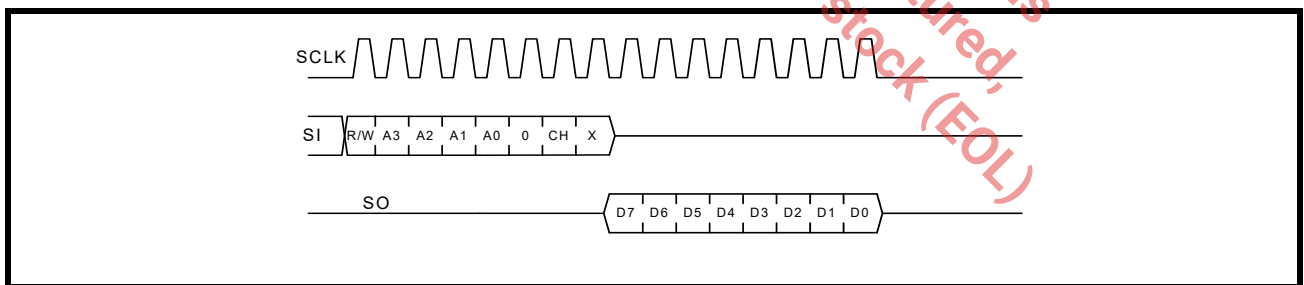 SCLK
SI R/W A3 A2 A1 A0 0 CH X
SO
D7 D6 D5 D4 D3 D2 D1 D0
stock (EOL)